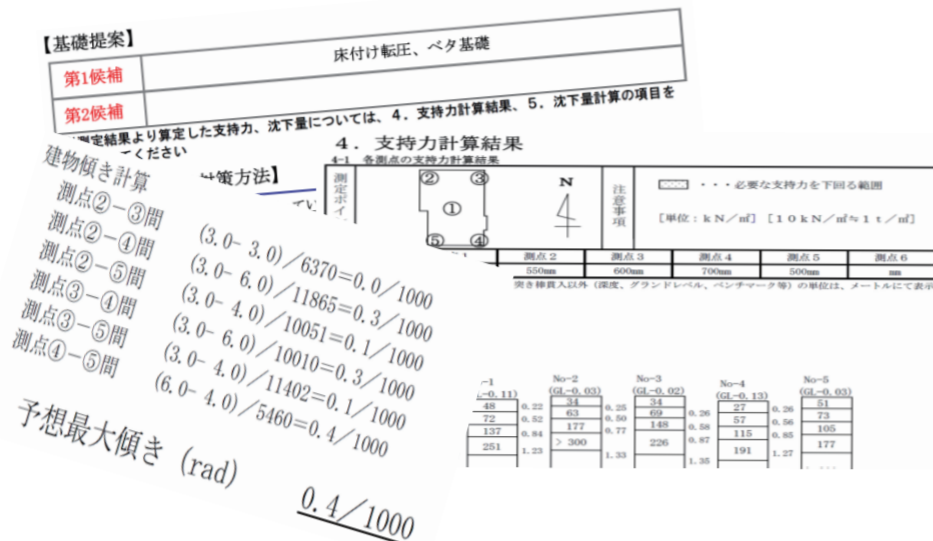 【基礎提案】
第1候補
床付け転圧、ベタ基礎
第2候補
測定結果より算定した支持力、沈下量については、４．支持力計算結果、５．沈下量計算の項目を
てください
対策方法】
４．支持力計算結果
4-1 各測点の支持力計算結果
測定ポイ
② ③
①
⑤ ④
N
注意事項
・・・必要な支持力を下回る範囲
［単位：ｋＮ／㎡］［１０ｋＮ／㎡≒１ｔ／㎡］
測点２ 測点３ 測点４ 測点５ 測点６
550mm 600mm 700mm 500mm mm
突き棒貫入以外（深度、グランドレベル、ベンチマーク等）の単位は、メートルにて表示
建物傾き計算
測点②－③間 (3.0- 3.0)／6370=0.0／1000
測点②－④間 (3.0- 6.0)／11865=0.3／1000
測点②－⑤間 (3.0- 4.0)／10051=0.1／1000
測点③－④間 (3.0- 6.0)／10010=0.3／1000
測点③－⑤間 (3.0- 4.0)／11402=0.1／1000
測点④－⑤間 (6.0- 4.0)／5460=0.4／1000
予想最大傾き (rad)
0.4／1000
-1
L-0.11)
48 0.22
72 0.52
137 0.84
251 1.23
No-2
(GL-0.03)
34 0.25
63 0.50
177 0.77
> 300 1.33
No-3
(GL-0.02)
34
69 0.26
148 0.58
226 0.87
1.35
No-4
(GL-0.13)
27 0.26
57 0.56
115 0.85
191 1.27
No-5
(GL-0.03)
51
73
105
177